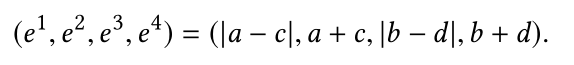 (e¹, e², e³, e⁴) = (|a − c|, a + c, |b − d|, b + d).